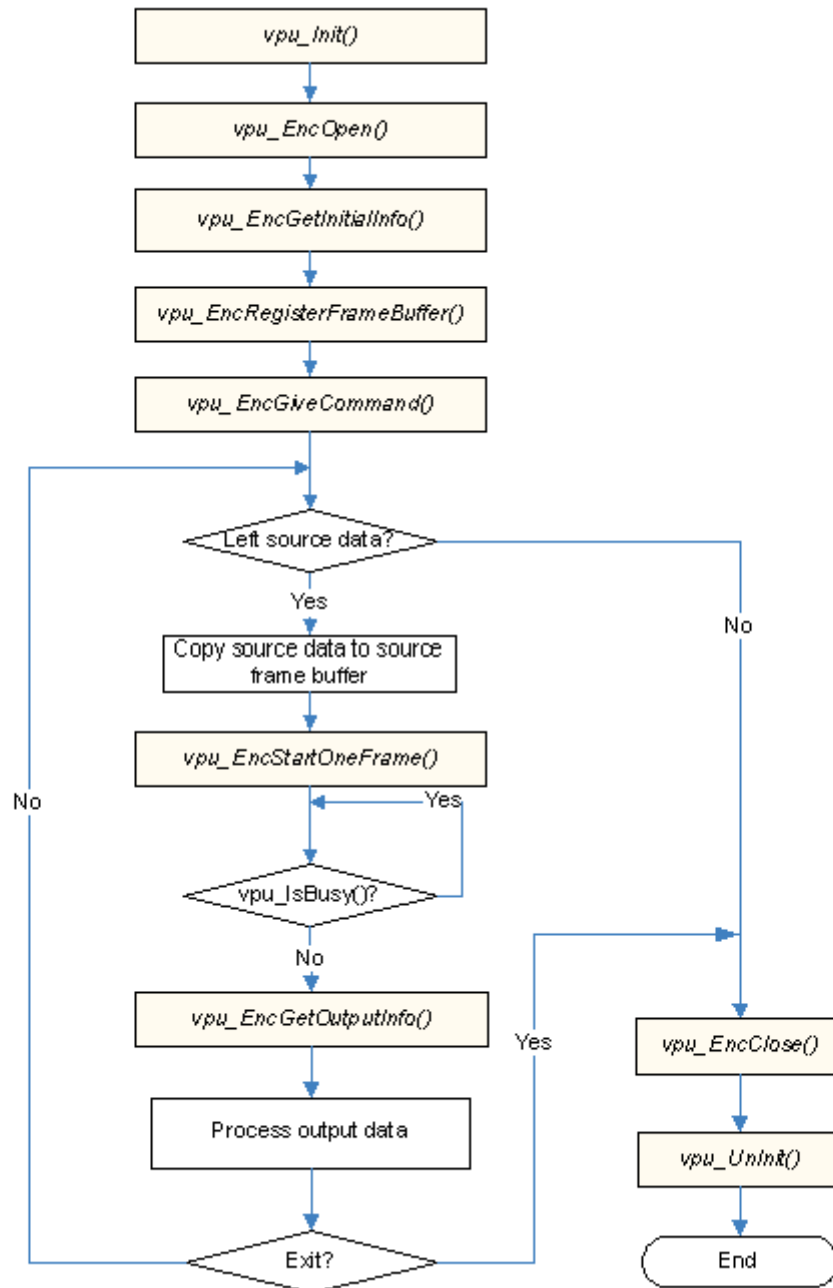 vpu_Init()
vpu_EncOpen()
vpu_EncGetInitialInfo()
vpu_EncRegisterFrameBuffer()
vpu_EncGiveCommand()
Left source data?
Yes
No
Copy source data to source
frame buffer
vpu_EncStartOneFrame()
No
Yes
vpu_IsBusy()?
No
vpu_EncGetOutputInfo()
Yes
vpu_EncClose()
Process output data
vpu_UnInit()
Exit?
End